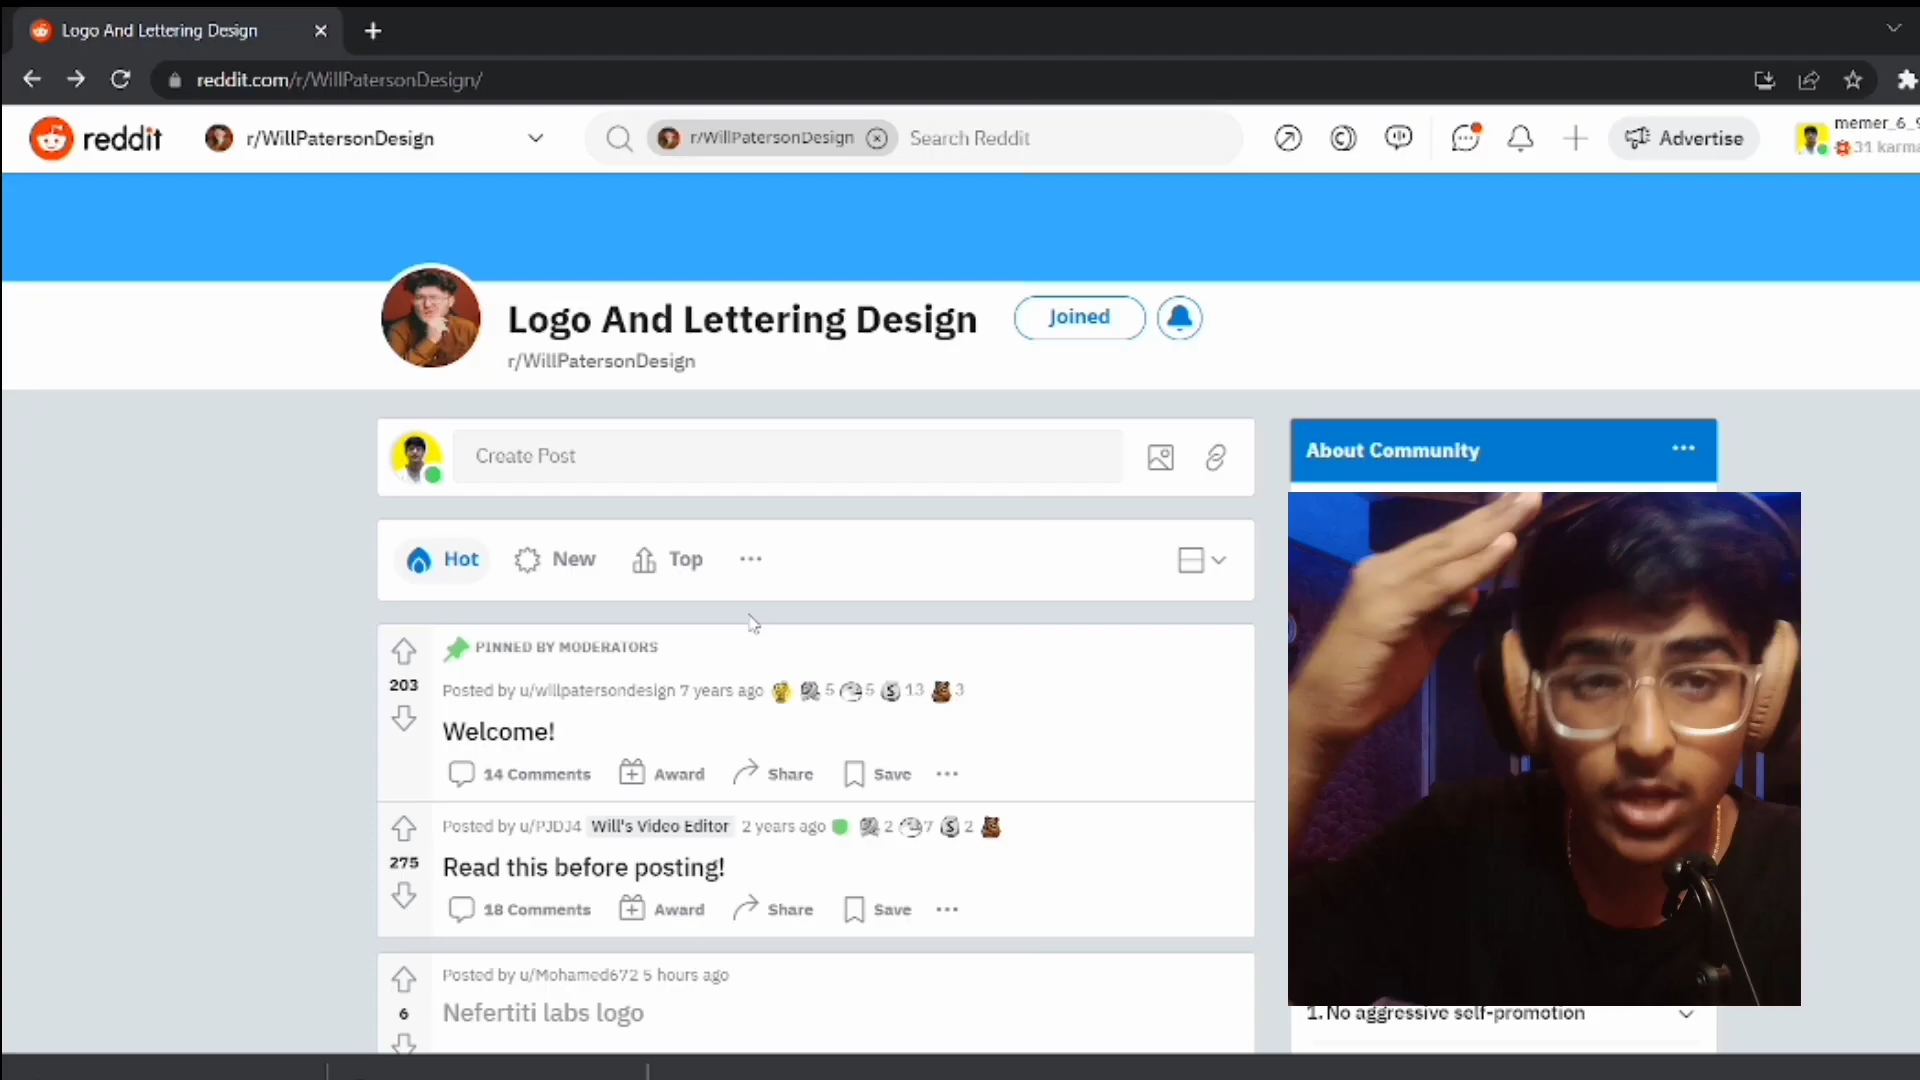 Logo And Lettering Design
reddit.com/r/WillPatersonDesign/
reddit
r/WillPatersonDesign
r/WillPatersonDesign
Search Reddit
Advertise
memer_6_9
31 karma
Logo And Lettering Design
Joined
r/WillPatersonDesign
Create Post
About Community
Hot
New
Top
PINNED BY MODERATORS
203
Posted by u/willpatersondesign 7 years ago 5 5 13 3
Welcome!
14 Comments
Award
Share
Save
275
Posted by u/PJDJ4 Will's Video Editor 2 years ago 2 7 2
Read this before posting!
18 Comments
Award
Share
Save
Posted by u/Mohamed672 5 hours ago
6
Nefertiti labs logo
1. No aggressive self-promotion